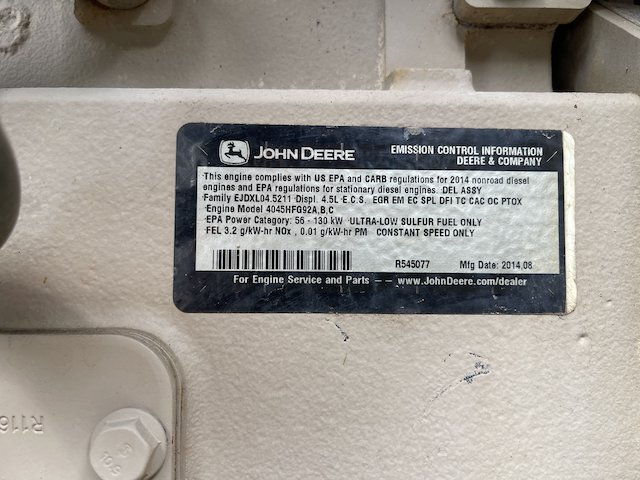 JOHN DEERE
EMISSION CONTROL INFORMATION
DEERE & COMPANY
This engine complies with US EPA and CARB regulations for 2014 nonroad diesel
engines and EPA regulations for stationary diesel engines. DEL ASSY
Family EJDXL04.5211 Displ. 4.5L E.C.S. EGR EM EC SPL DFI TC CAC OC PTOX
Engine Model 4045HFG92A,B,C
EPA Power Category: 56 - 130 kW ULTRA-LOW SULFUR FUEL ONLY
FEL 3.2 g/kW-hr NOx , 0.01 g/kW-hr PM CONSTANT SPEED ONLY
R545077 Mfg Date: 2014,08
For Engine Service and Parts -- www.JohnDeere.com/dealer
R116